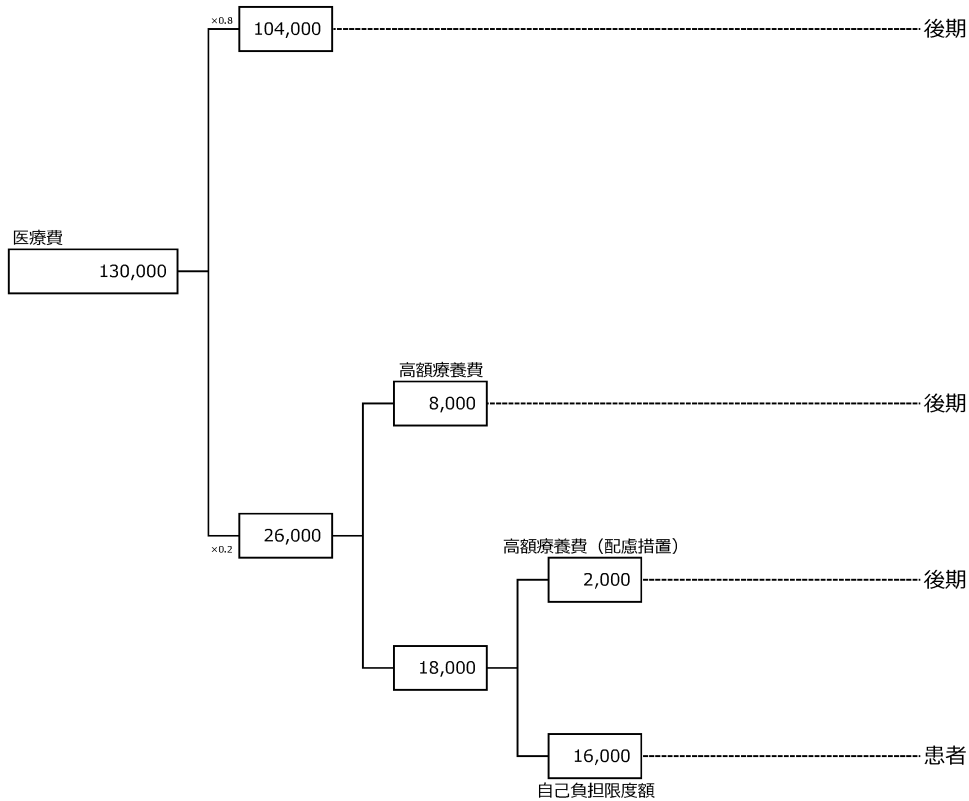 ×0.8
104,000
後期
医療費
130,000
高額療養費
8,000
後期
26,000
×0.2
高額療養費（配慮措置）
2,000
後期
18,000
16,000
患者
自己負担限度額